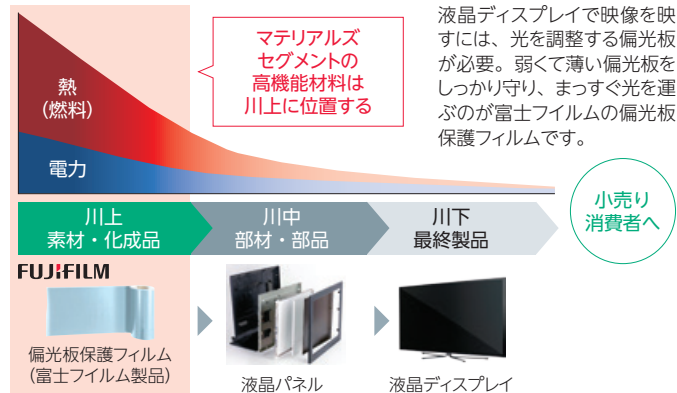 マテリアルズ
セグメントの
高機能材料は
川上に位置する
液晶ディスプレイで映像を映
すには、光を調整する偏光板
が必要。弱くて薄い偏光板を
しっかり守り、まっすぐ光を運
ぶのが富士フイルムの偏光板
保護フィルムです。
熱
(燃料)
電力
川上
素材・化成品
川中
部材・部品
川下
最終製品
小売り
消費者へ
FUJIFILM
偏光板保護フィルム
(富士フイルム製品)
液晶パネル
液晶ディスプレイ